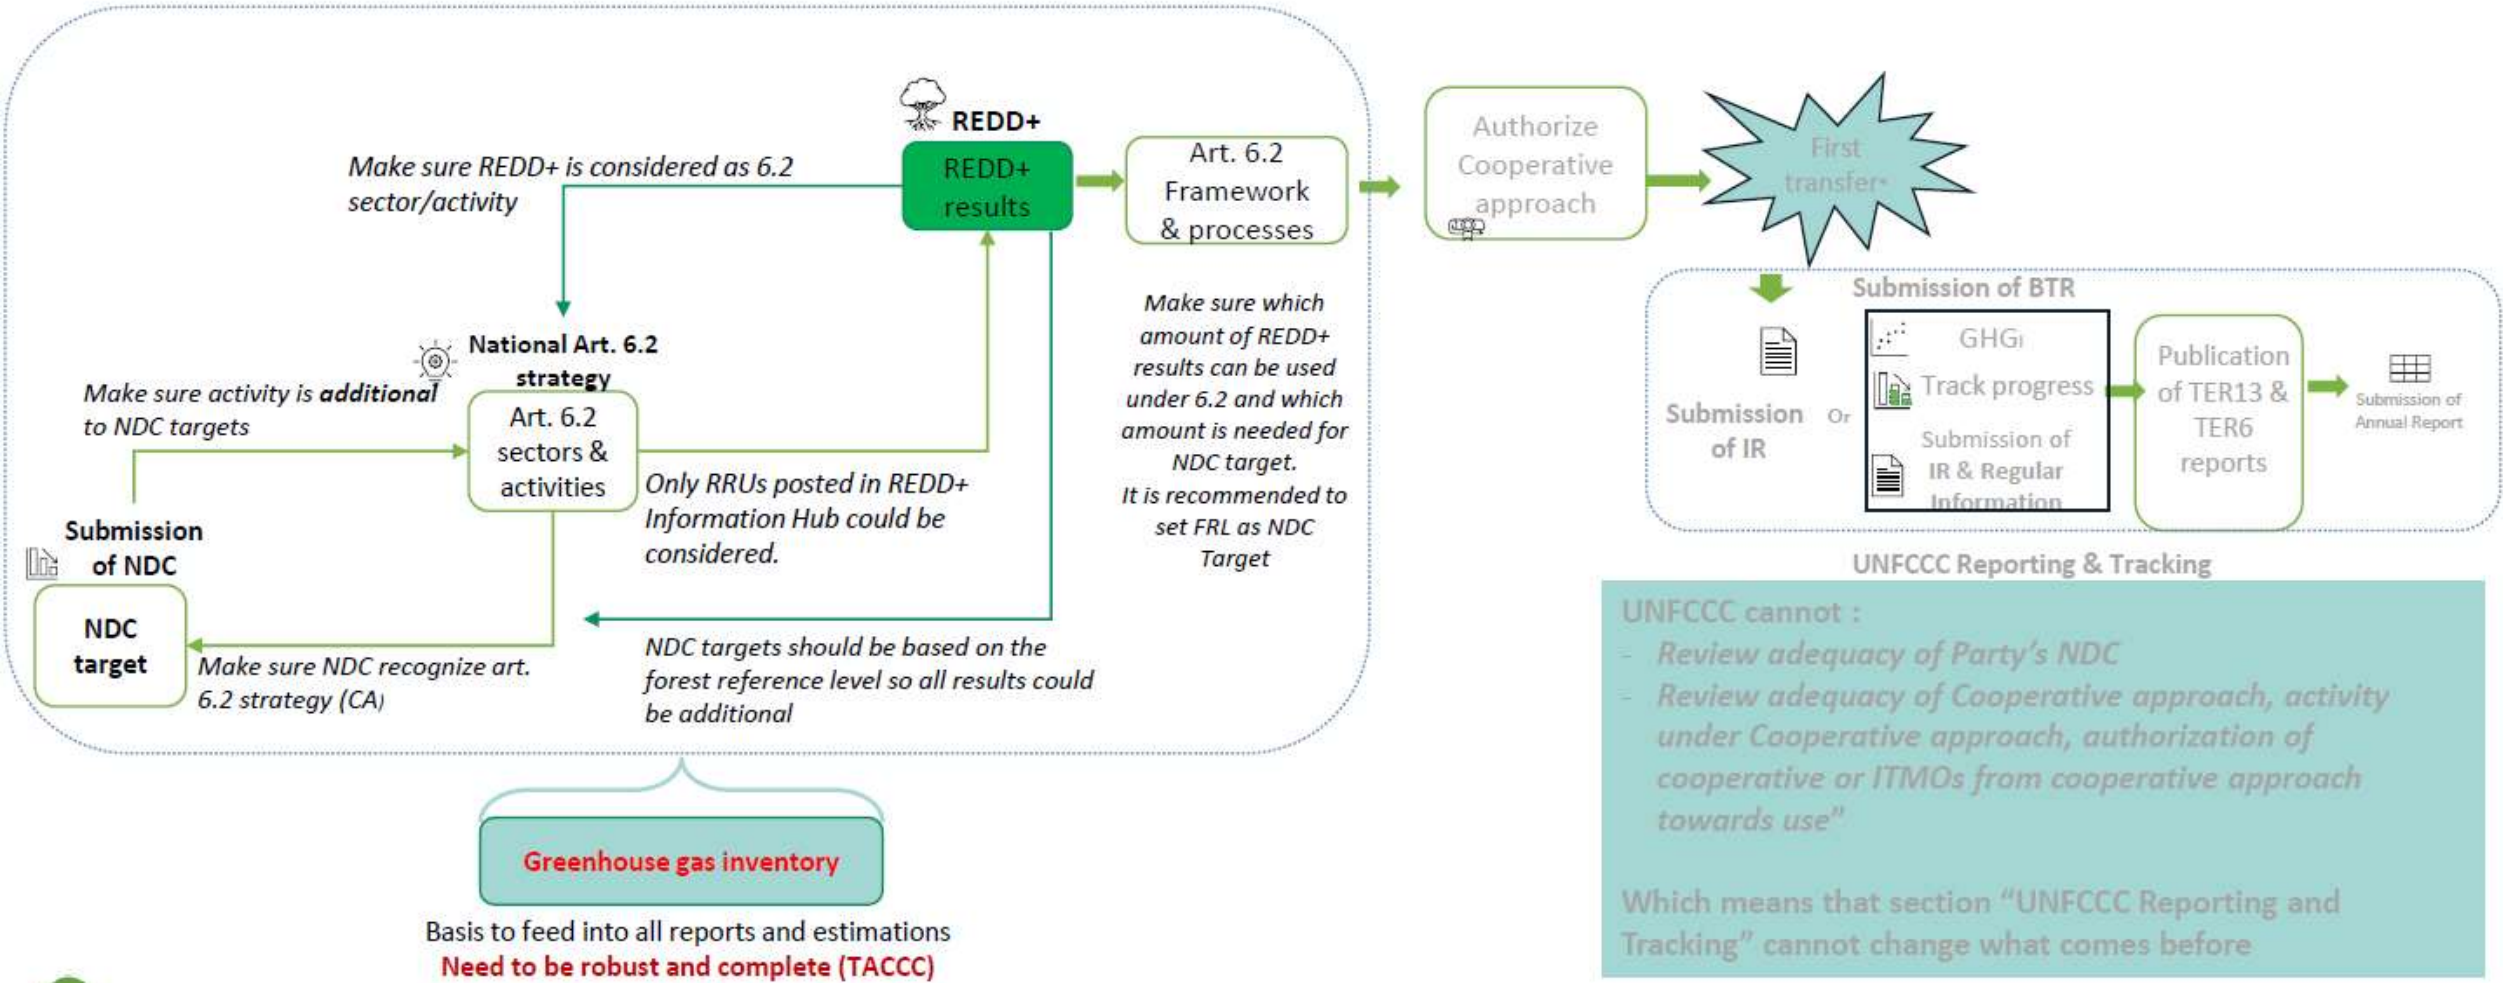 REDD+
REDD+
results
Make sure REDD+ is considered as 6.2
sector/activity
Art. 6.2
Framework
& processes
Authorize
Cooperative
approach
First
transfer*
Make sure which
amount of REDD+
results can be used
under 6.2 and which
amount is needed for
NDC target.
It is recommended to
set FRL as NDC
Target
National Art. 6.2
strategy
Art. 6.2
sectors &
activities
Make sure activity is additional
to NDC targets
Only RRUs posted in REDD+
Information Hub could be
considered.
Submission
of NDC
NDC
target
Make sure NDC recognize art.
6.2 strategy (CA)
NDC targets should be based on the
forest reference level so all results could
be additional
Greenhouse gas inventory
Basis to feed into all reports and estimations
Need to be robust and complete (TACCC)
Submission of BTR
Submission
of IR
Or
GHGi
Track progress
Submission of
IR & Regular
Information
Publication
of TER13 &
TER6
reports
Submission of
Annual Report
UNFCCC Reporting & Tracking
UNFCCC cannot :
- Review adequacy of Party's NDC
- Review adequacy of Cooperative approach, activity
under Cooperative approach, authorization of
cooperative or ITMOs from cooperative approach
towards use”
Which means that section “UNFCCC Reporting and
Tracking” cannot change what comes before